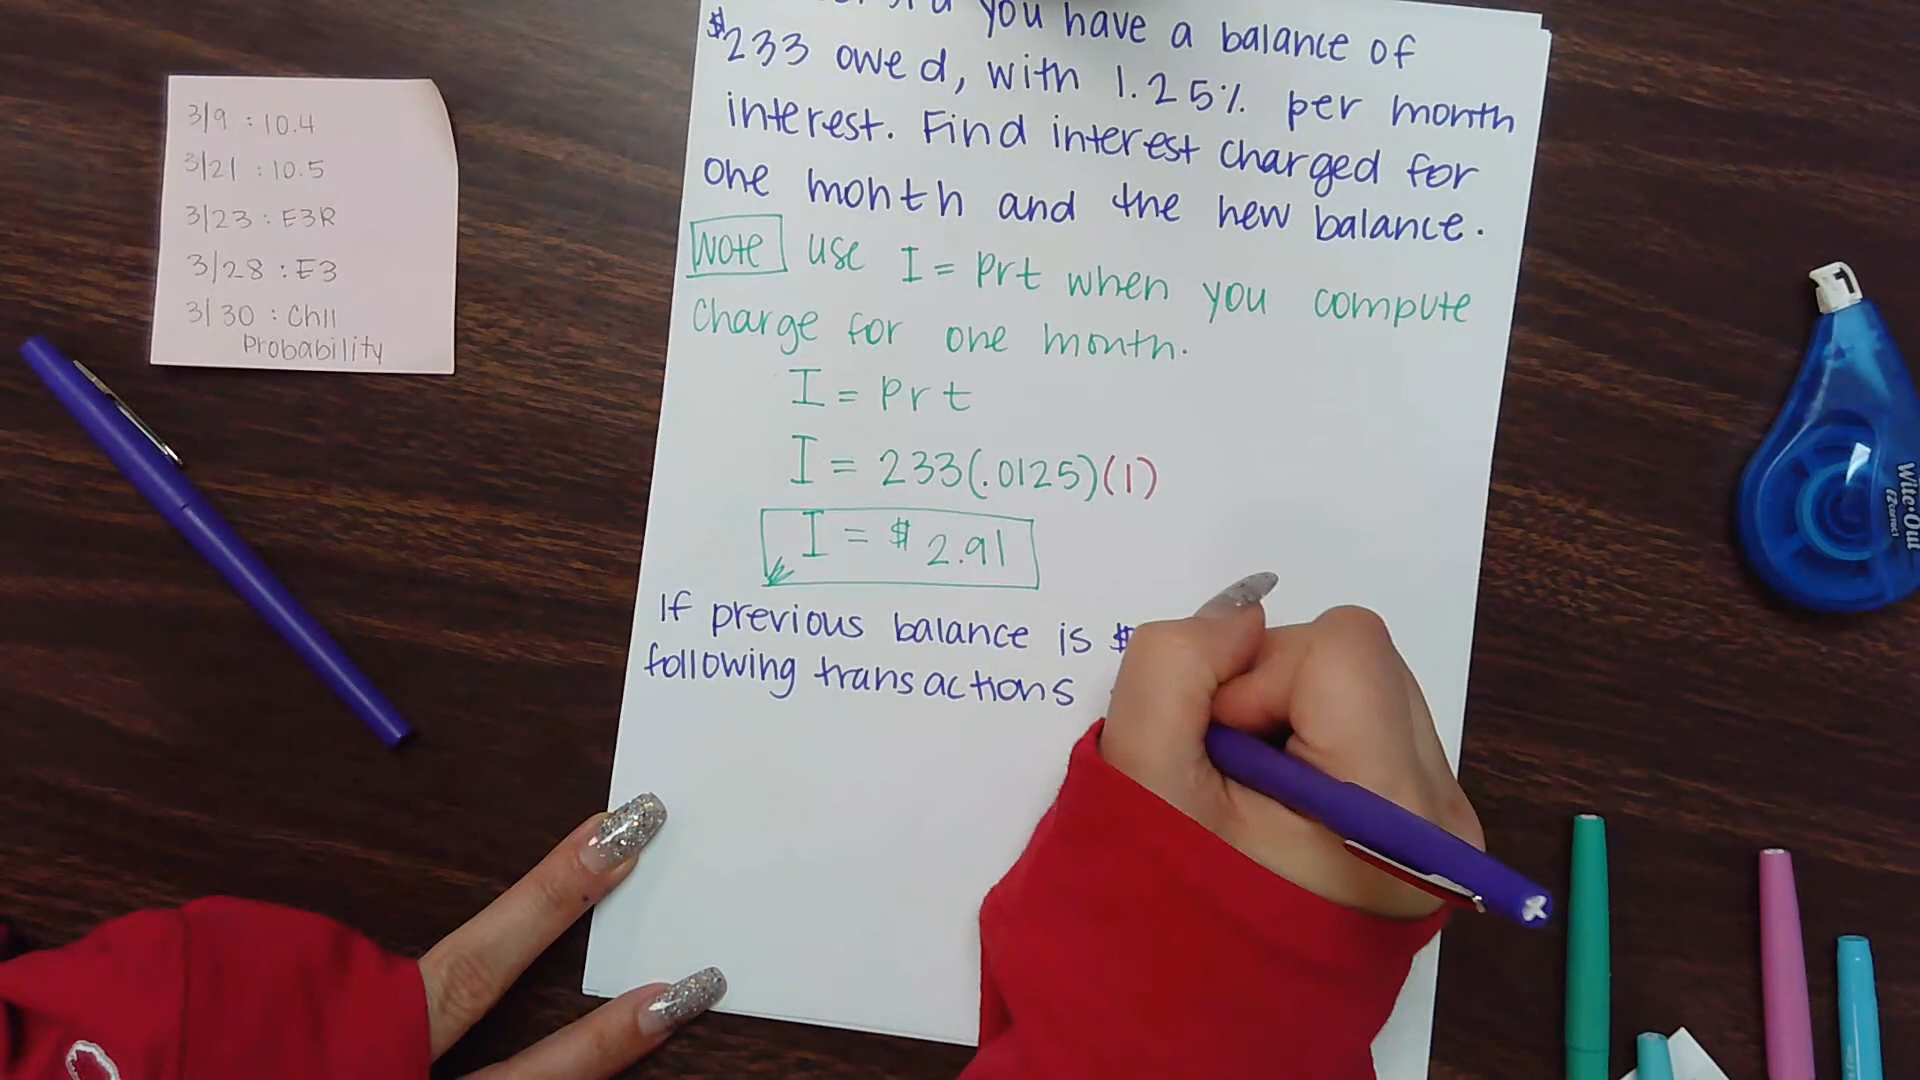 3/9 : 10.4
3/21 : 10.5
3/23 : E3R
3/28 : E3
3/30 : Ch11
Probability
you have a balance of
$233 owed, with 1.25% per month
interest. Find interest charged for
one month and the new balance.
Note use I = Prt when you compute
Charge for one month.
I = Prt
I = 233(.0125)(1)
I = $ 2.91
If previous balance is $
following transactions
Wite-Out